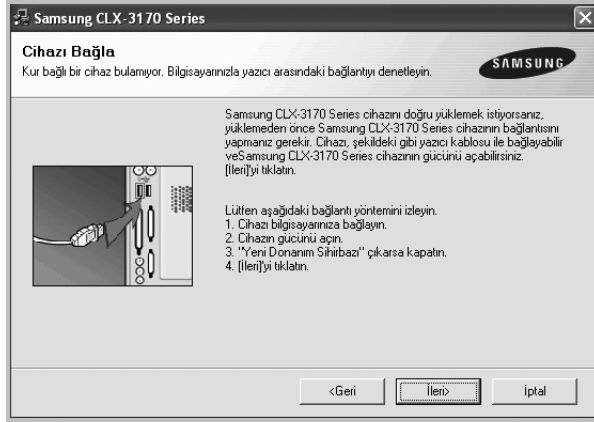 Samsung CLX-3170 Series
Cihazı Bağla
Kur bağlı bir cihaz bulamıyor. Bilgisayarınızla yazıcı arasındaki bağlantıyı denetleyin.
SAMSUNG
Samsung CLX-3170 Series cihazını doğru yüklemek istiyorsanız,
yüklemeden önce Samsung CLX-3170 Series cihazının bağlantısını
yapmanız gerekir. Cihazı, şekildeki gibi yazıcı kablosu ile bağlayabilir
veSamsung CLX-3170 Series cihazının gücünü açabilirsiniz.
[İleri]'yi tıklatın.
Lütfen aşağıdaki bağlantı yöntemini izleyin.
1. Cihazı bilgisayarınıza bağlayın.
2. Cihazın gücünü açın.
3. "Yeni Donanım Sihirbazı" çıkarsa kapatın.
4. [İleri]'yi tıklatın.
<Geri
İleri>
İptal